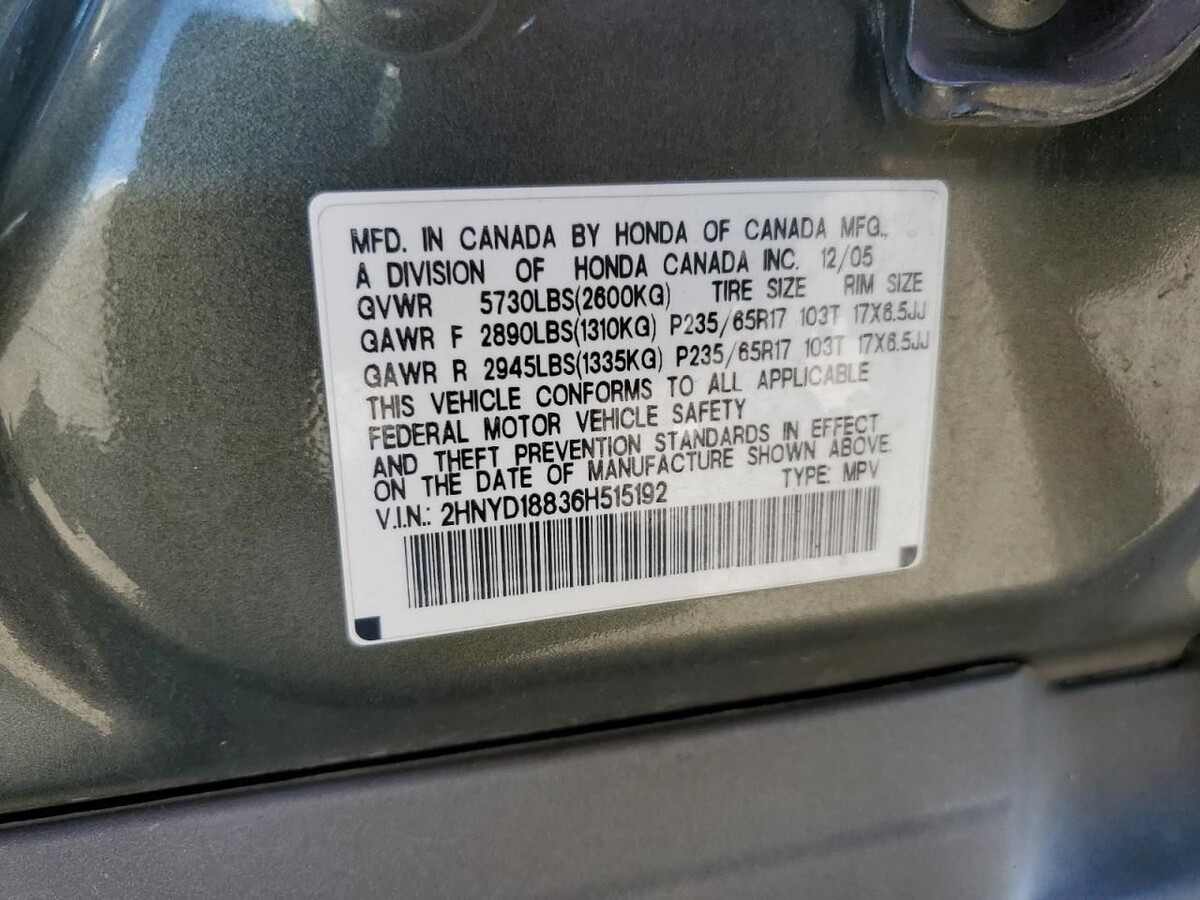 MFD. IN CANADA BY HONDA OF CANADA MFG.,
A DIVISION OF HONDA CANADA INC. 12/05
GVWR 5730LBS(2600KG) TIRE SIZE RIM SIZE
GAWR F 2890LBS(1310KG) P235/65R17 103T 17X6.5JJ
GAWR R 2945LBS(1335KG) P235/65R17 103T 17X6.5JJ
THIS VEHICLE CONFORMS TO ALL APPLICABLE
FEDERAL MOTOR VEHICLE SAFETY
AND THEFT PREVENTION STANDARDS IN EFFECT
ON THE DATE OF MANUFACTURE SHOWN ABOVE.
V.I.N.: 2HNYD18836H515192 TYPE: MPV